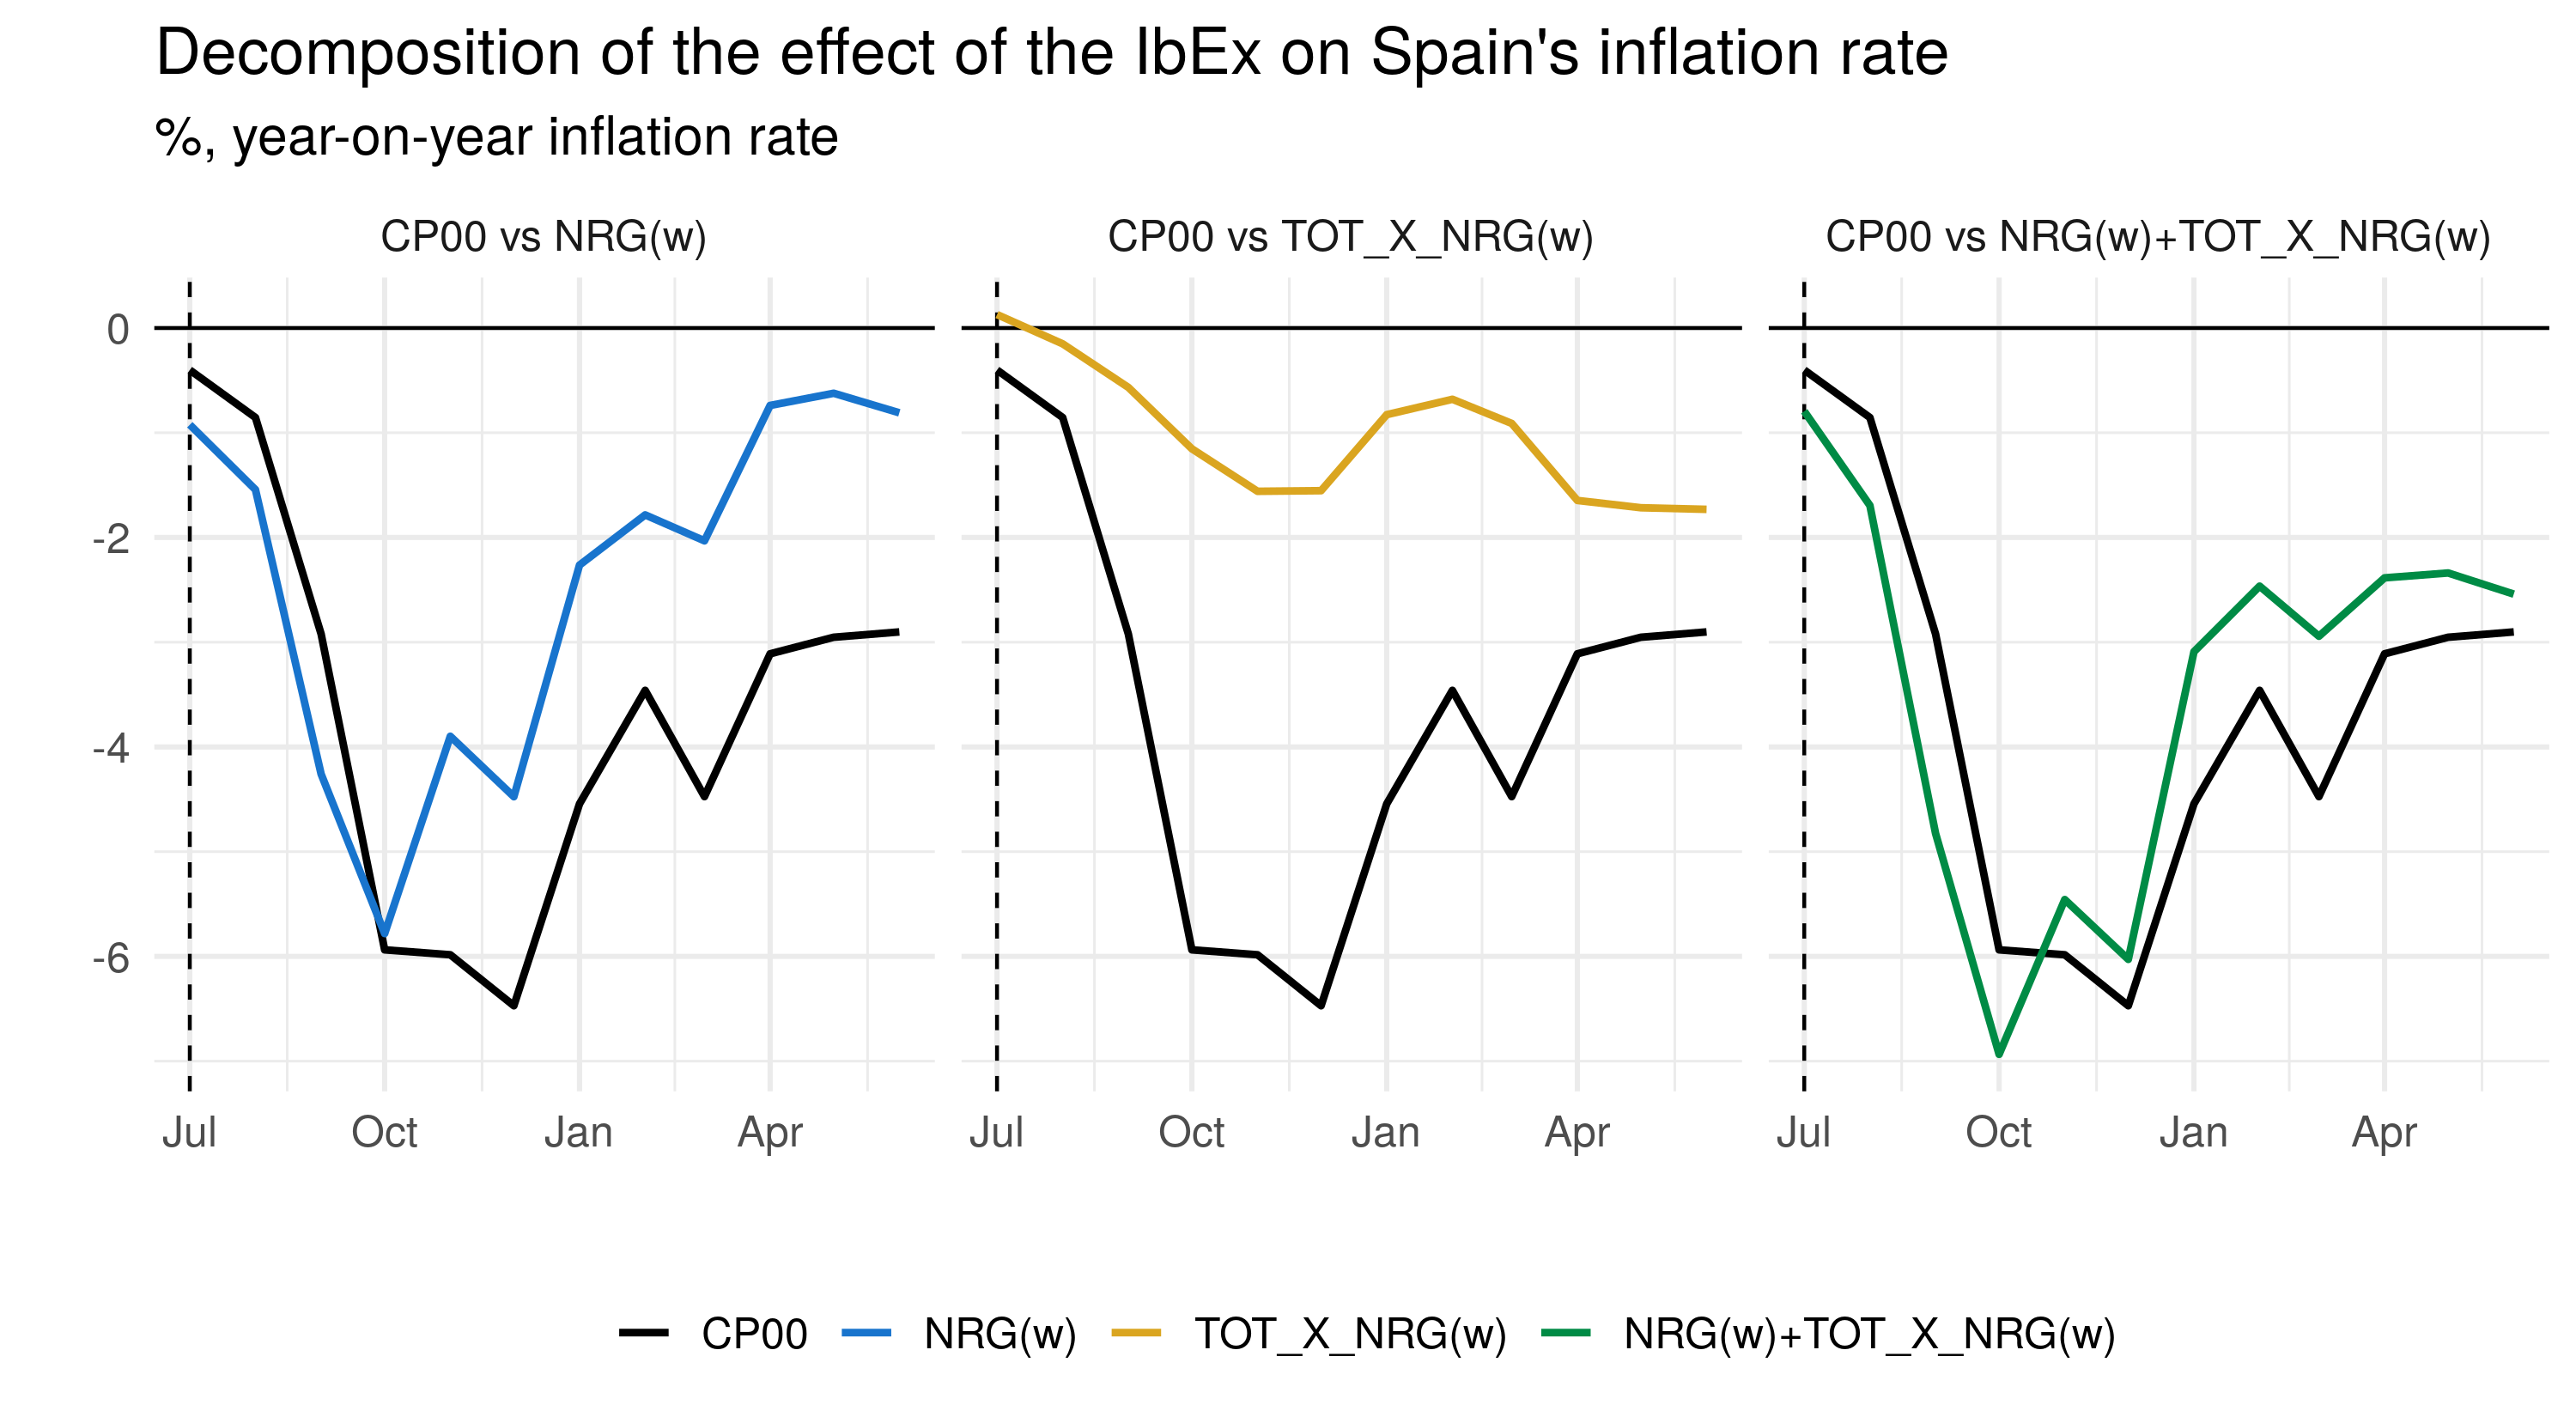 Decomposition of the effect of the IbEx on Spain's inflation rate
%, year-on-year inflation rate
CP00 vs NRG(w)
CP00 vs TOT_X_NRG(w)
CP00 vs NRG(w)+TOT_X_NRG(w)
0
-2
-4
-6
Jul Oct Jan Apr
Jul Oct Jan Apr
Jul Oct Jan Apr
CP00 NRG(w) TOT_X_NRG(w) NRG(w)+TOT_X_NRG(w)